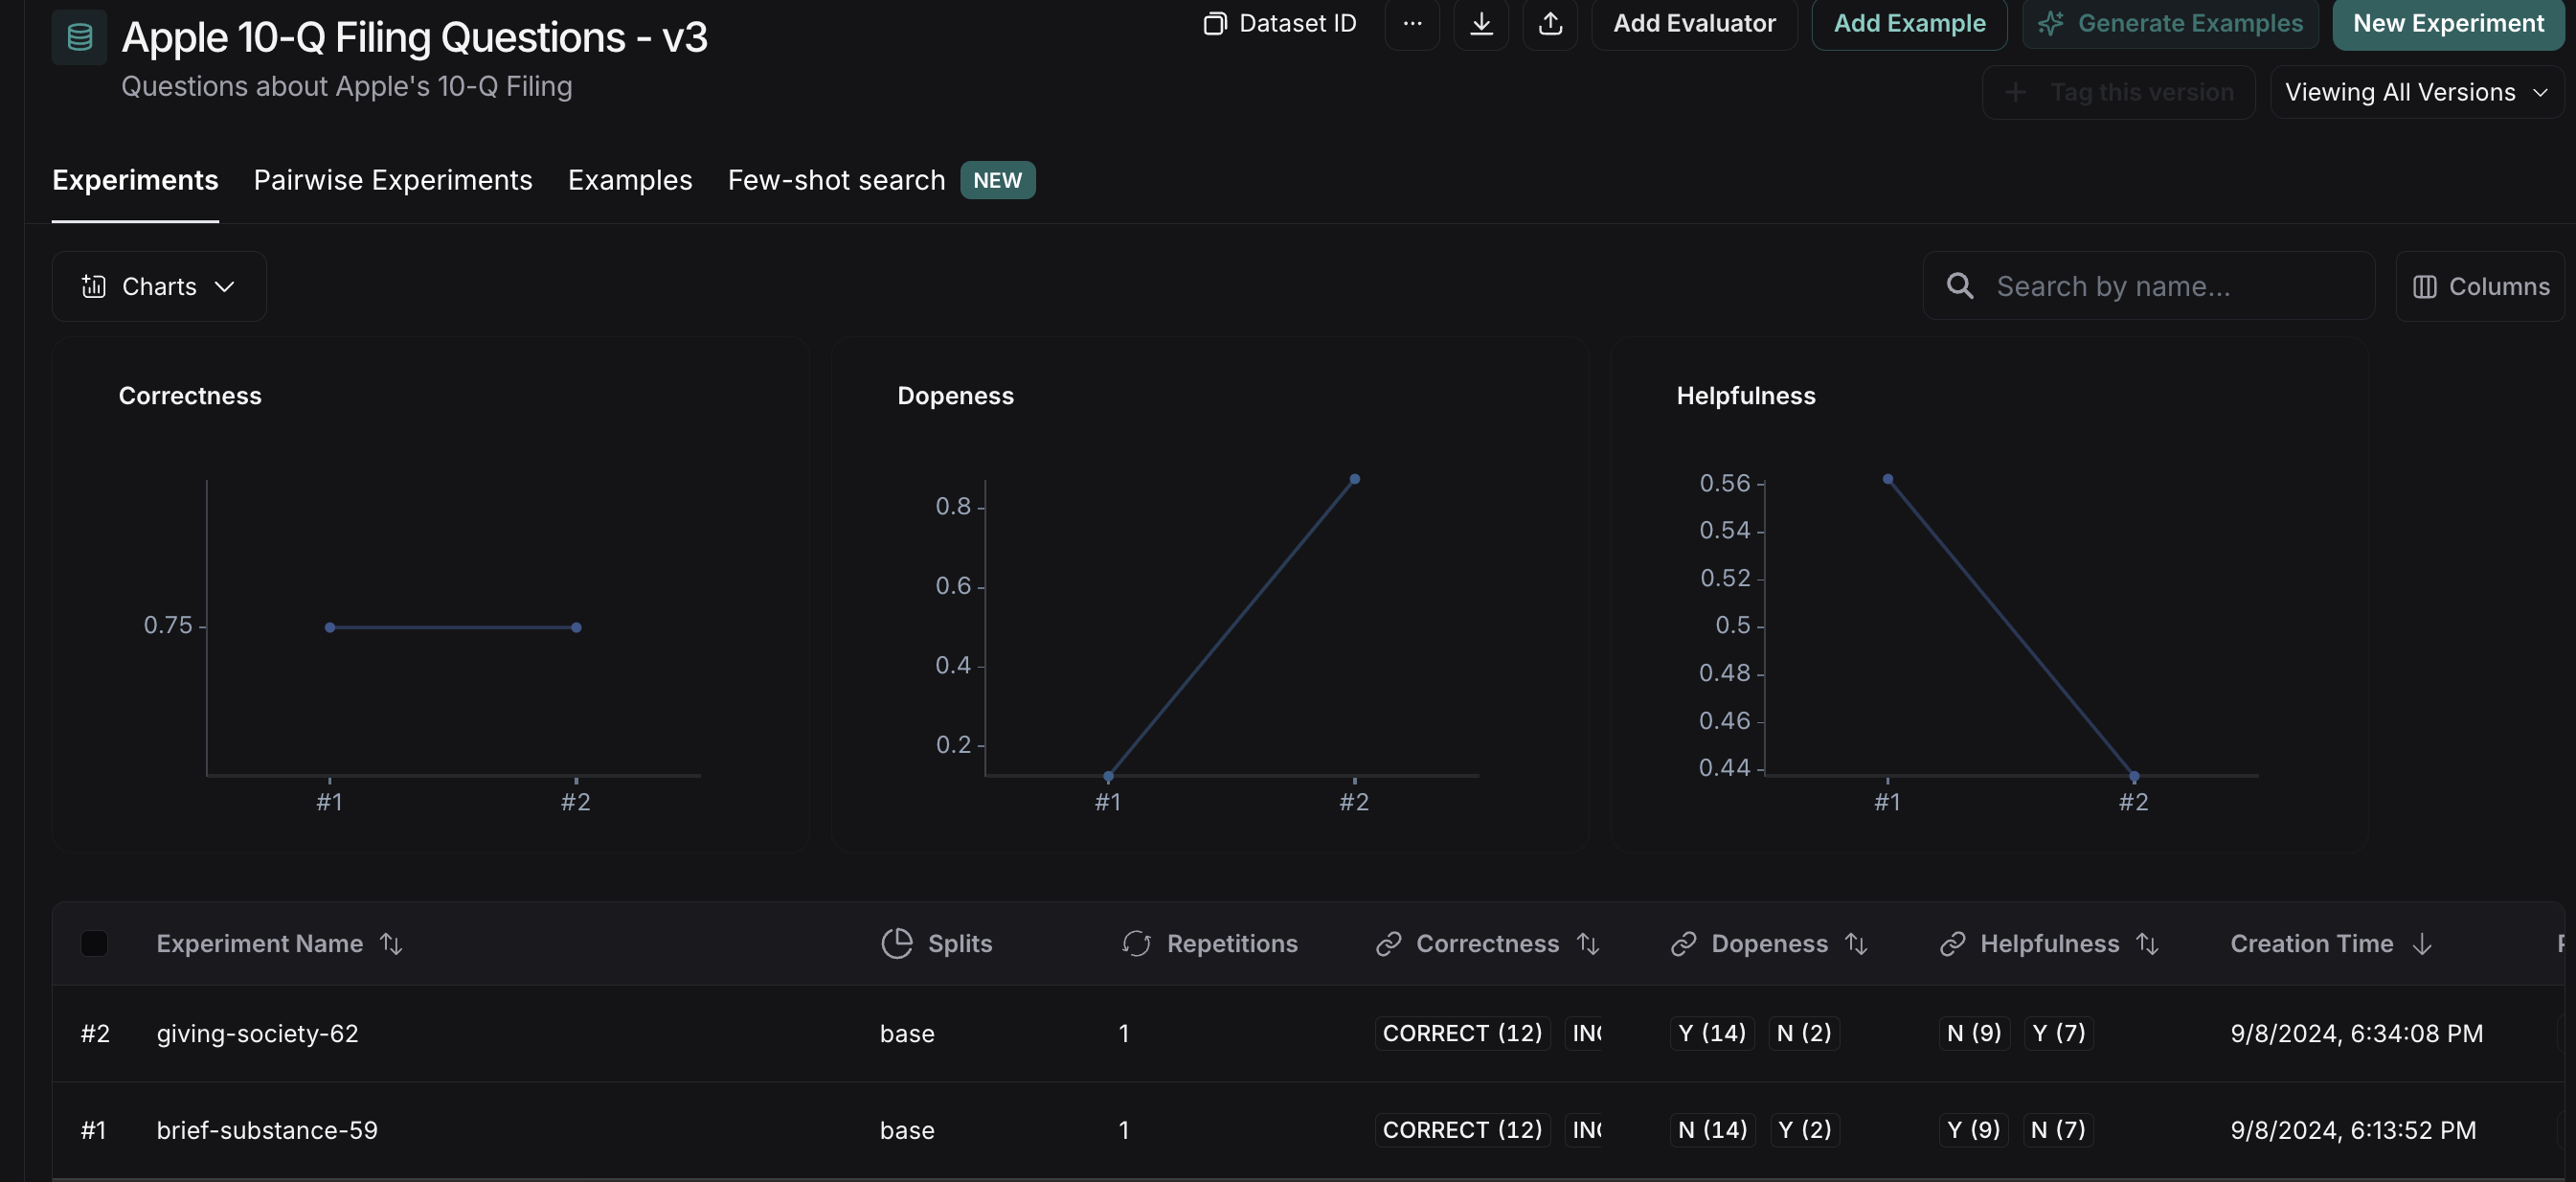 Apple 10-Q Filing Questions - v3
Questions about Apple's 10-Q Filing
Dataset ID
Add Evaluator
Add Example
Generate Examples
New Experiment
Tag this version
Viewing All Versions
Experiments
Pairwise Experiments
Examples
Few-shot search
NEW
Charts
Search by name...
Columns
Correctness
0.75
#1
#2
Dopeness
0.8
0.6
0.4
0.2
#1
#2
Helpfulness
0.56
0.54
0.52
0.5
0.48
0.46
0.44
#1
#2
Experiment Name Splits Repetitions Correctness Dopeness Helpfulness Creation Time
#2 giving-society-62 base 1 CORRECT (12) Y (14) N (2) N (9) Y (7) 9/8/2024, 6:34:08 PM
#1 brief-substance-59 base 1 CORRECT (12) N (14) Y (2) Y (9) N (7) 9/8/2024, 6:13:52 PM